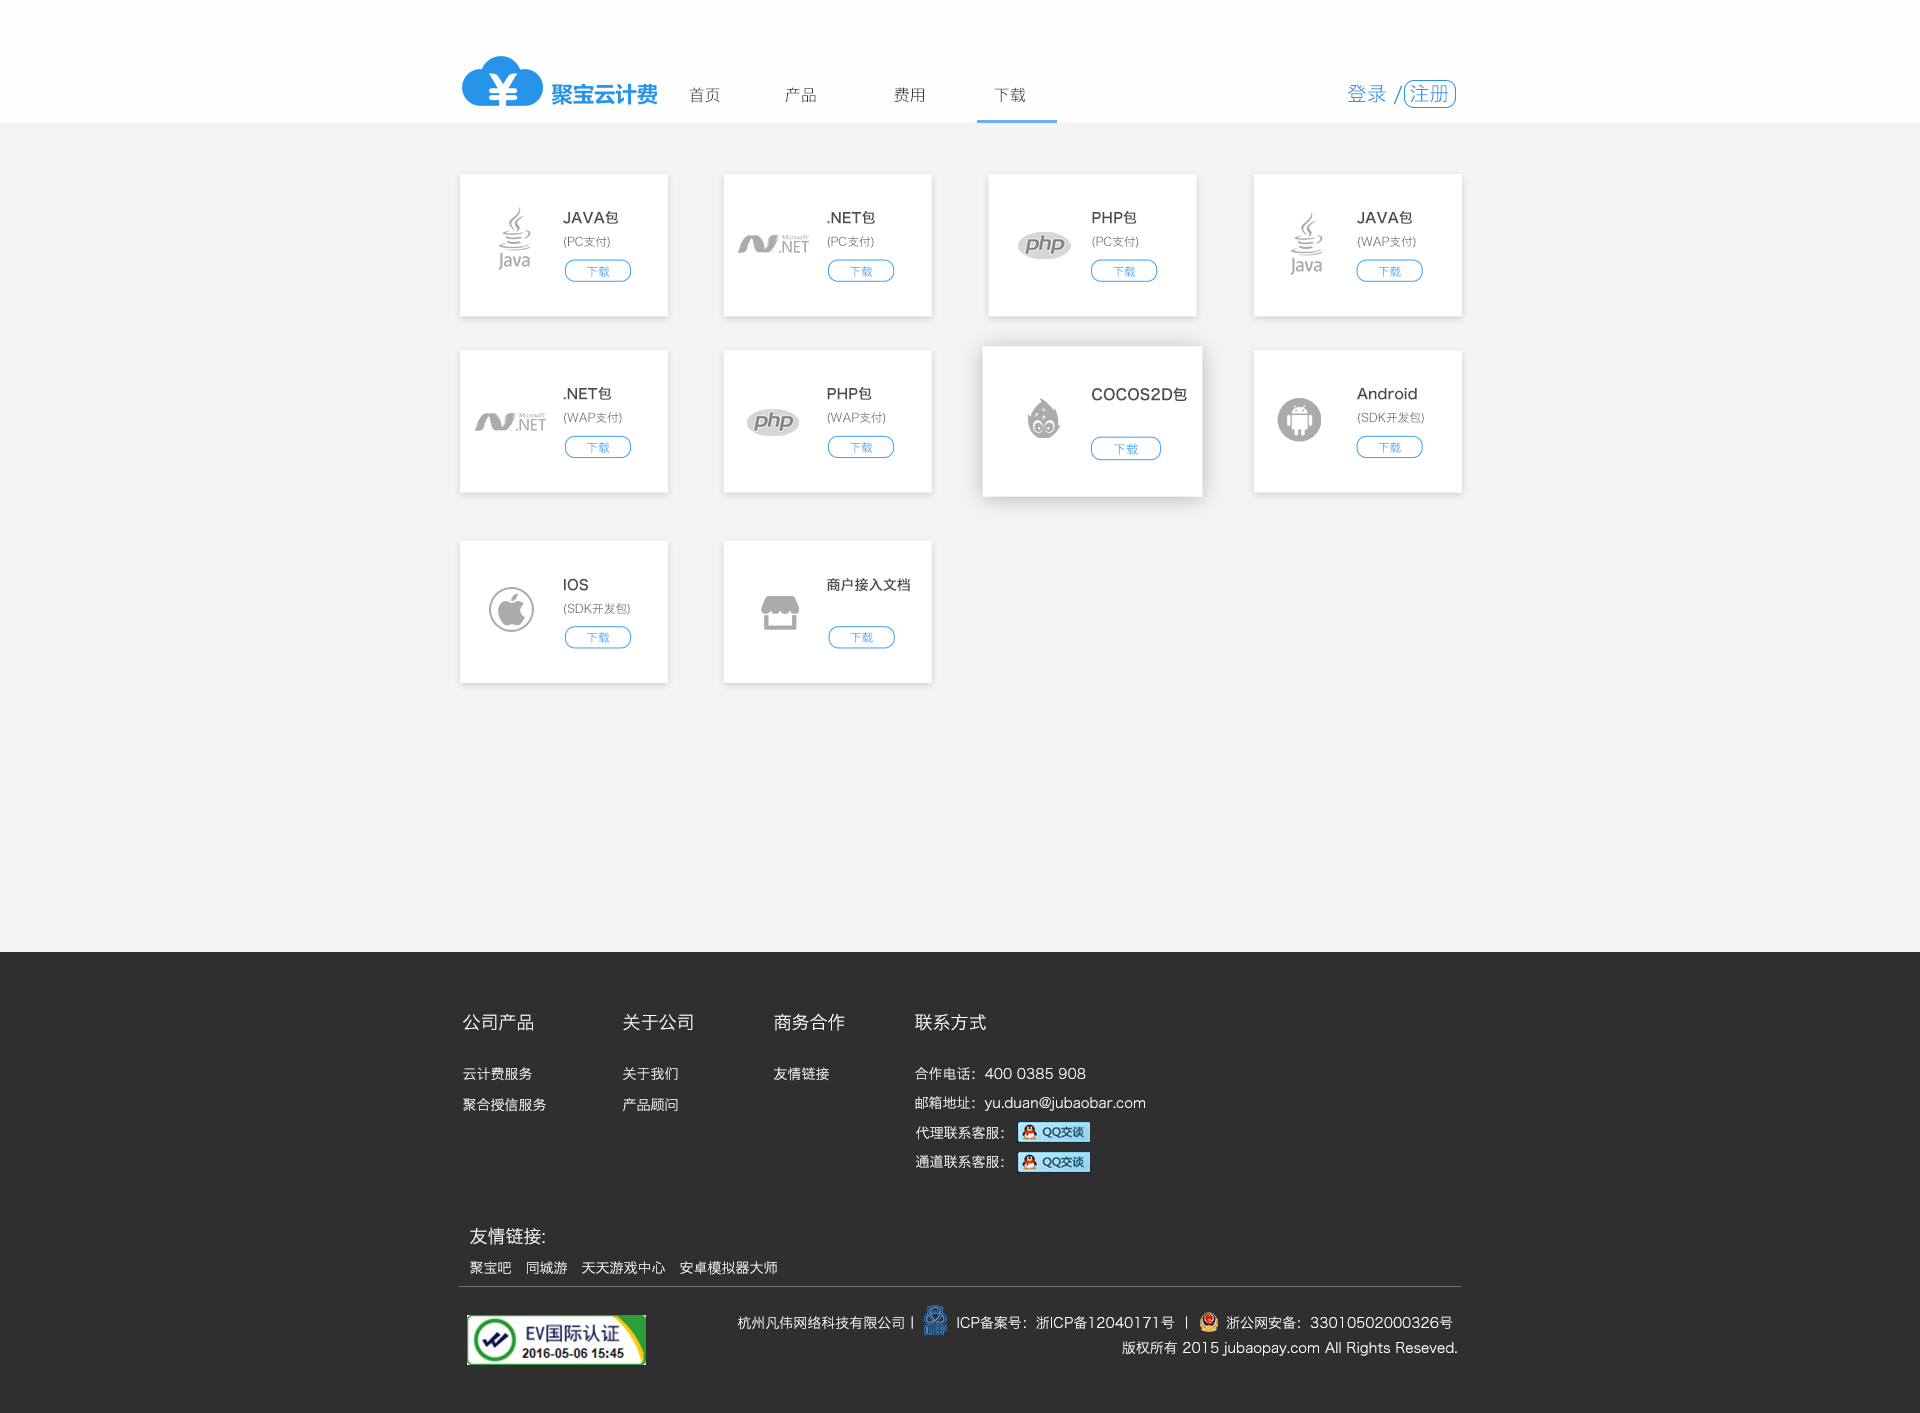 聚宝云计费 首页 产品 费用 下载 登录 / 注册
Java JAVA包 (PC支付) 下载
Microsoft .NET .NET包 (PC支付) 下载
php PHP包 (PC支付) 下载
Java JAVA包 (WAP支付) 下载
Microsoft .NET .NET包 (WAP支付) 下载
php PHP包 (WAP支付) 下载
COCOS2D包 下载
Android (SDK开发包) 下载
IOS (SDK开发包) 下载
商户接入文档 下载
公司产品
云计费服务
聚合授信服务
关于公司
关于我们
产品顾问
商务合作
友情链接
联系方式
合作电话：400 0385 908
邮箱地址：yu.duan@jubaobar.com
代理联系客服： QQ交谈
通道联系客服： QQ交谈
友情链接:
聚宝吧 同城游 天天游戏中心 安卓模拟器大师
EV国际认证
2016-05-06 15:45
杭州凡伟网络科技有限公司 | ICP备案号：浙ICP备12040171号 | 浙公网安备：33010502000326号
版权所有 2015 jubaopay.com All Rights Reseved.